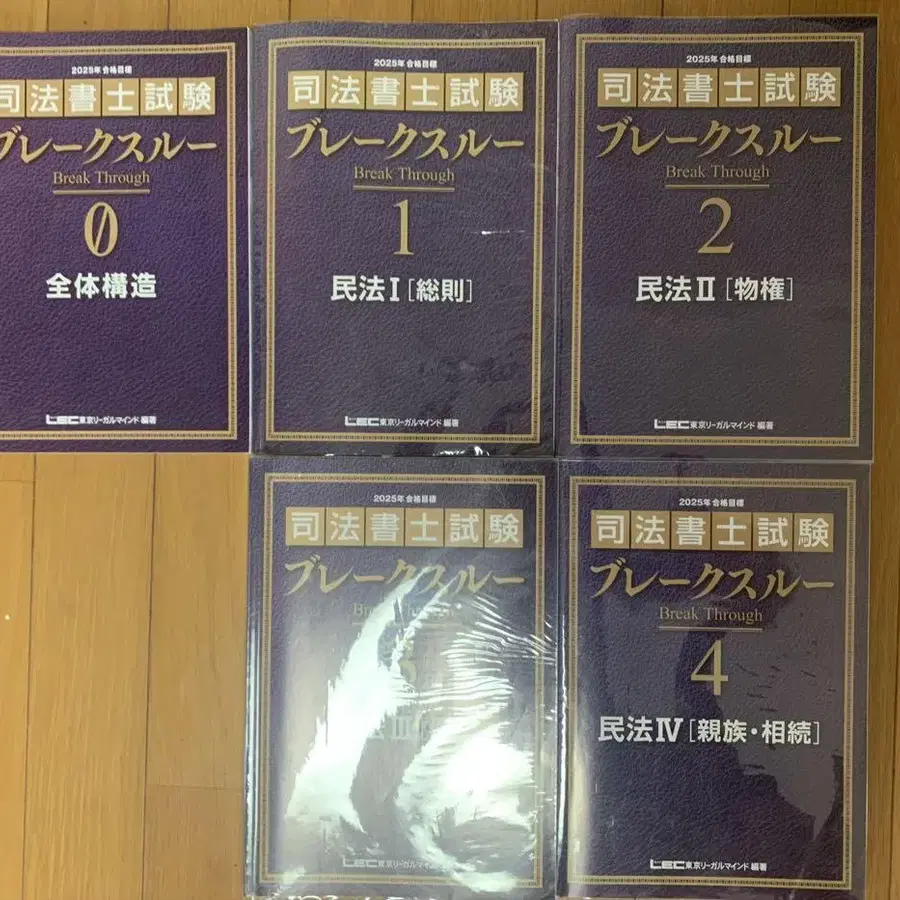 2025年合格目標
司法書士試験
ブレークスルー
Break Through
0
全体構造
LEC東京リーガルマインド 編著
2025年合格目標
司法書士試験
ブレークスルー
Break Through
1
民法Ⅰ[総則]
LEC東京リーガルマインド 編著
2025年合格目標
司法書士試験
ブレークスルー
Break Through
2
民法Ⅱ[物権]
LEC東京リーガルマインド 編著
2025年合格目標
司法書士試験
ブレークスルー
Break Through
LEC東京リーガルマインド 編著
2025年合格目標
司法書士試験
ブレークスルー
Break Through
4
民法Ⅳ[親族・相続]
LEC東京リーガルマインド 編著